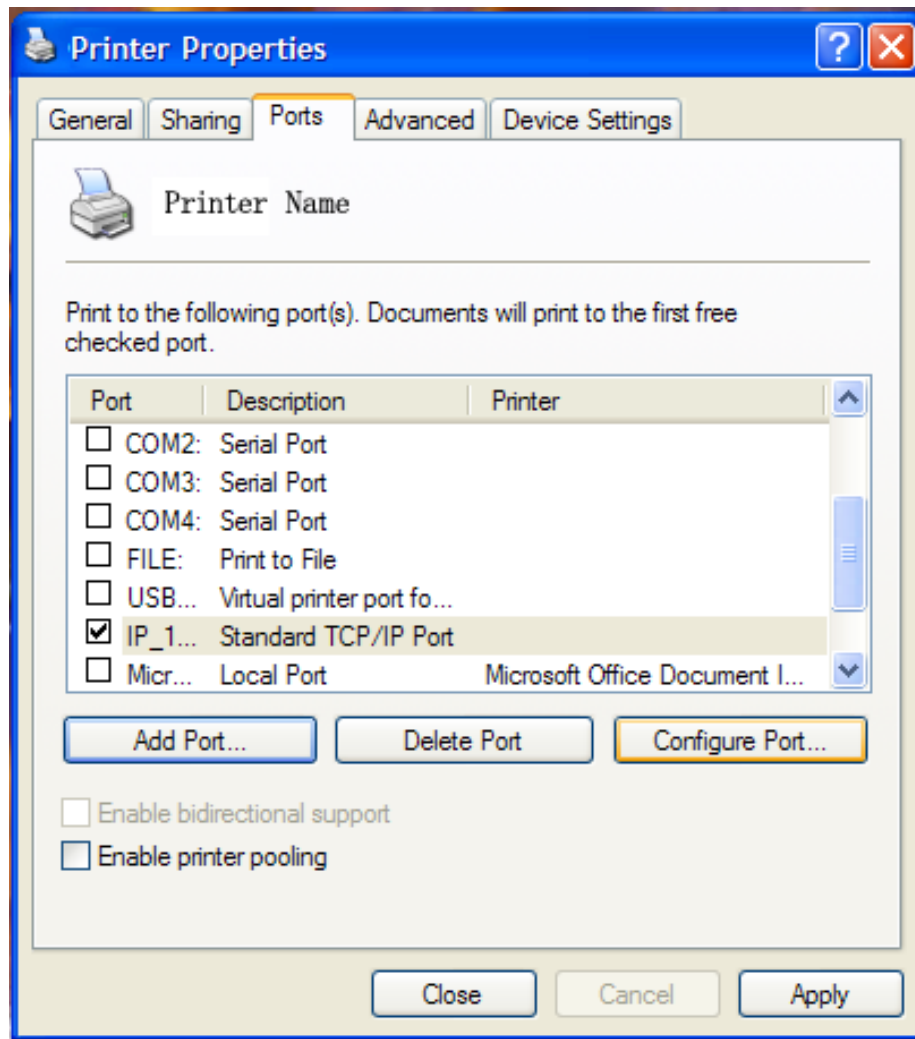 Printer Properties
General Sharing Ports Advanced Device Settings
Printer Name
Print to the following port(s). Documents will print to the first free
checked port.
Port Description Printer
COM2: Serial Port
COM3: Serial Port
COM4: Serial Port
FILE: Print to File
USB... Virtual printer port fo...
IP_1... Standard TCP/IP Port
Micr... Local Port Microsoft Office Document I...
Add Port... Delete Port Configure Port...
Enable bidirectional support
Enable printer pooling
Close Cancel Apply